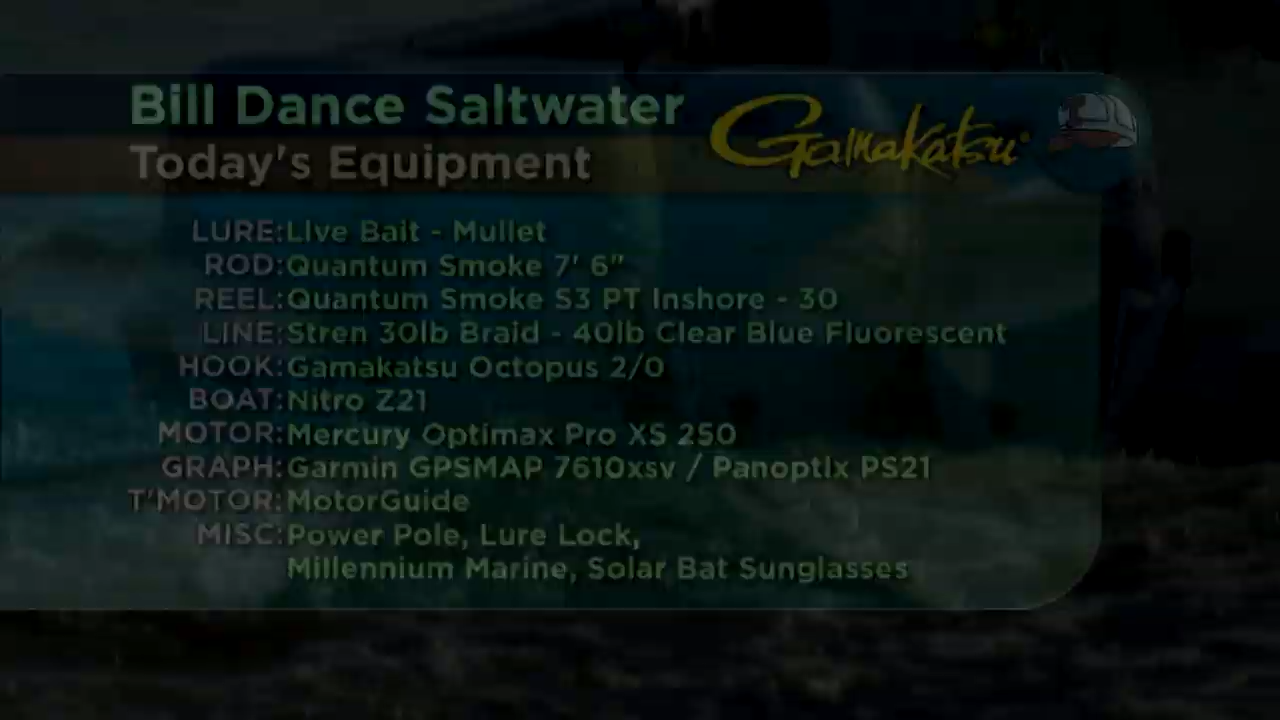 Bill Dance Saltwater
Gamakatsu
Today's Equipment
LURE: Live Bait - Mullet
ROD: Quantum Smoke 7' 6"
REEL: Quantum Smoke S3 PT Inshore - 30
LINE: Stren 30lb Braid - 40lb Clear Blue Fluorescent
HOOK: Gamakatsu Octopus 2/0
BOAT: Nitro Z21
MOTOR: Mercury Optimax Pro XS 250
GRAPH: Garmin GPSMAP 7610xsv / Panoptix PS21
T'MOTOR: MotorGuide
MISC: Power Pole, Lure Lock,
Millennium Marine, Solar Bat Sunglasses